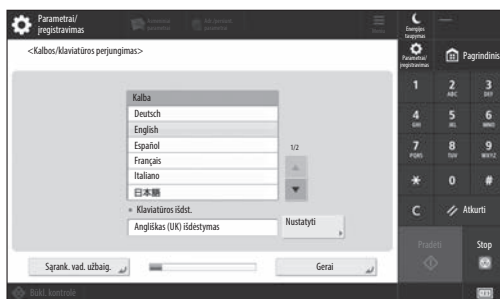 Parametrai/
įregistravimas
Energijos
taupymas
<Kalbos/klaviatūros perjungimas>
Parametrai/
įregistravimas
Pagrindinis
Kalba
Deutsch
English
Español
Français
Italiano
日本語
1/2
Klaviatūros išdst.
Angliškas (UK) išdėstymas
Nustatyti
Sąrank. vad. užbaig.
Gerai
Būkl. kontrolė
1
2
ABC
3
DEF
4
GHI
5
JKL
6
MNO
7
PQRS
8
TUV
9
WXYZ
*
0
#
C
Atkurti
Pradėti
Stop